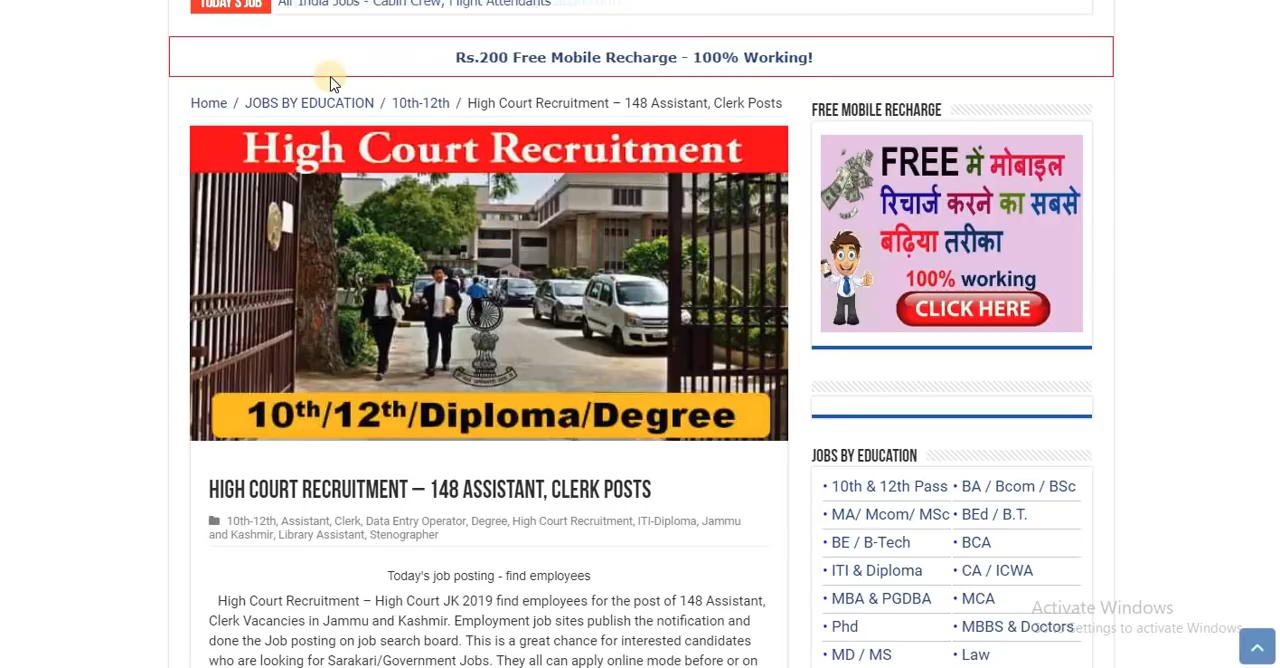 TODAY'S JOB
All India Jobs - Cabin Crew, Flight Attendants
Rs.200 Free Mobile Recharge - 100% Working!
Home / JOBS BY EDUCATION / 10th-12th / High Court Recruitment – 148 Assistant, Clerk Posts
High Court Recruitment
10th/12th/Diploma/Degree
HIGH COURT RECRUITMENT – 148 ASSISTANT, CLERK POSTS
10th-12th, Assistant, Clerk, Data Entry Operator, Degree, High Court Recruitment, ITI-Diploma, Jammu
and Kashmir, Library Assistant, Stenographer
Today's job posting - find employees
High Court Recruitment – High Court JK 2019 find employees for the post of 148 Assistant,
Clerk Vacancies in Jammu and Kashmir. Employment job sites publish the notification and
done the Job posting on job search board. This is a great chance for interested candidates
who are looking for Sarakari/Government Jobs. They all can apply online mode before or on
FREE MOBILE RECHARGE
FREE में मोबाइल
रिचार्ज करने का सबसे
बढ़िया तरीका
100% working
CLICK HERE
JOBS BY EDUCATION
• 10th & 12th Pass • BA / Bcom / BSc
• MA/ Mcom/ MSc • BEd / B.T.
• BE / B-Tech • BCA
• ITI & Diploma • CA / ICWA
• MBA & PGDBA • MCA
• Phd • MBBS & Doctors
• MD / MS • Law
Activate Windows
Go to Settings to activate Windows.